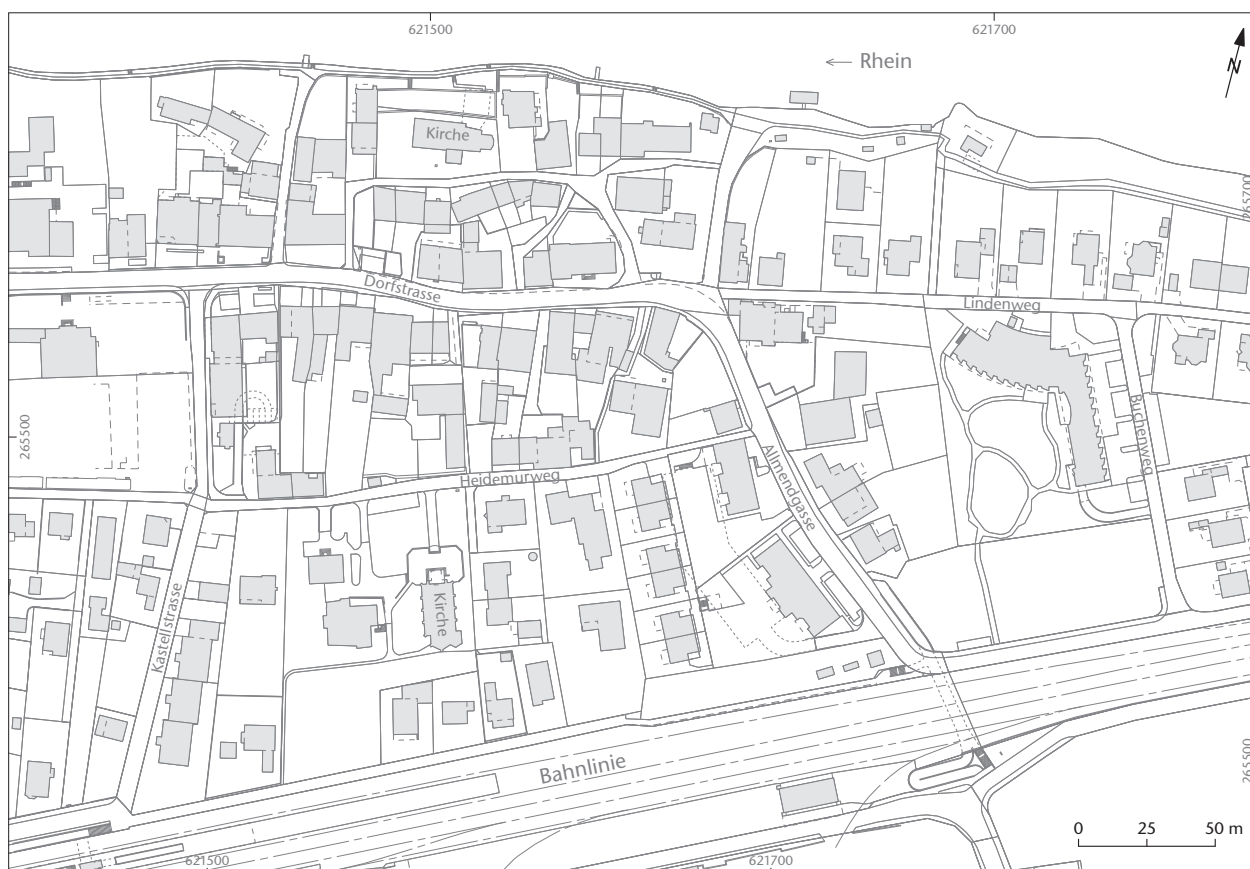 621500
621700
N
← Rhein
Kirche
265700
Dorfstrasse
Lindenweg
Buchenweg
265500
Allmendgasse
Heidemurweg
Kastellstrasse
Kirche
Bahnlinie
265500
0 25 50 m
621500
621700